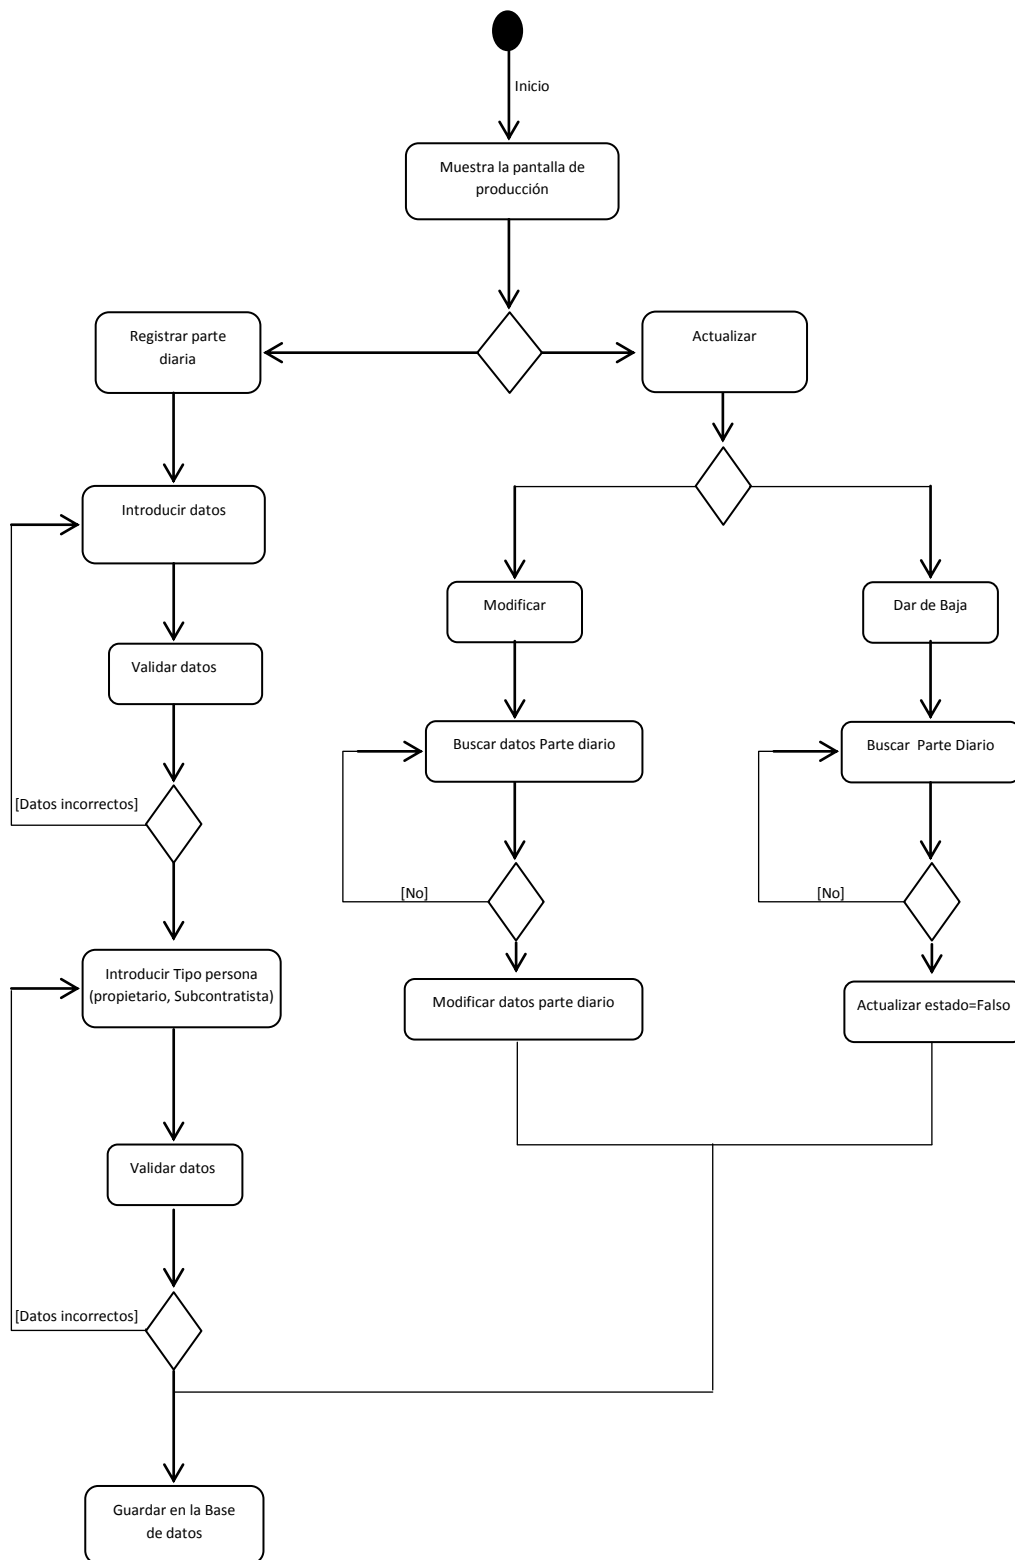 Inicio
Muestra la pantalla de
producción
Registrar parte
diaria
Actualizar
Introducir datos
Modificar
Dar de Baja
Validar datos
Buscar datos Parte diario
Buscar Parte Diario
[Datos incorrectos]
[No]
[No]
Introducir Tipo persona
(propietario, Subcontratista)
Modificar datos parte diario
Actualizar estado=Falso
Validar datos
[Datos incorrectos]
Guardar en la Base
de datos